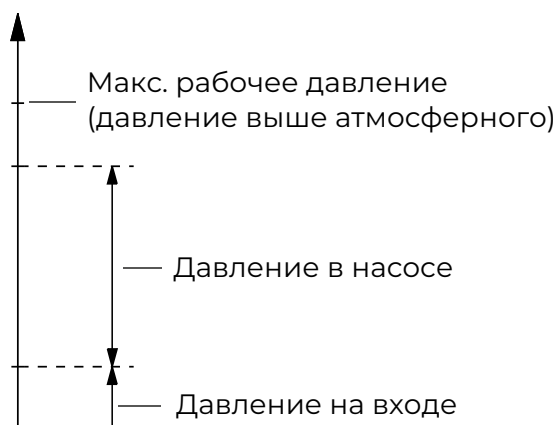 Макс. рабочее давление
(давление выше атмосферного)
Давление в насосе
Давление на входе